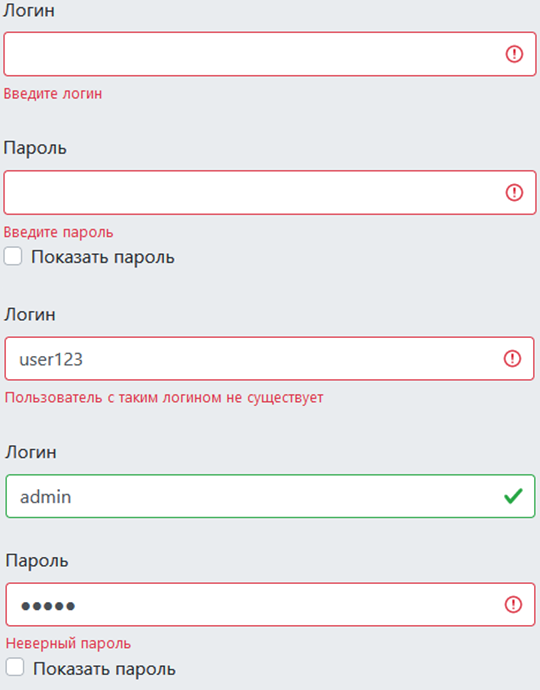 Логин
Введите логин
Пароль
Введите пароль
Показать пароль
Логин
user123
Пользователь с таким логином не существует
Логин
admin
Пароль
●●●●●
Неверный пароль
Показать пароль